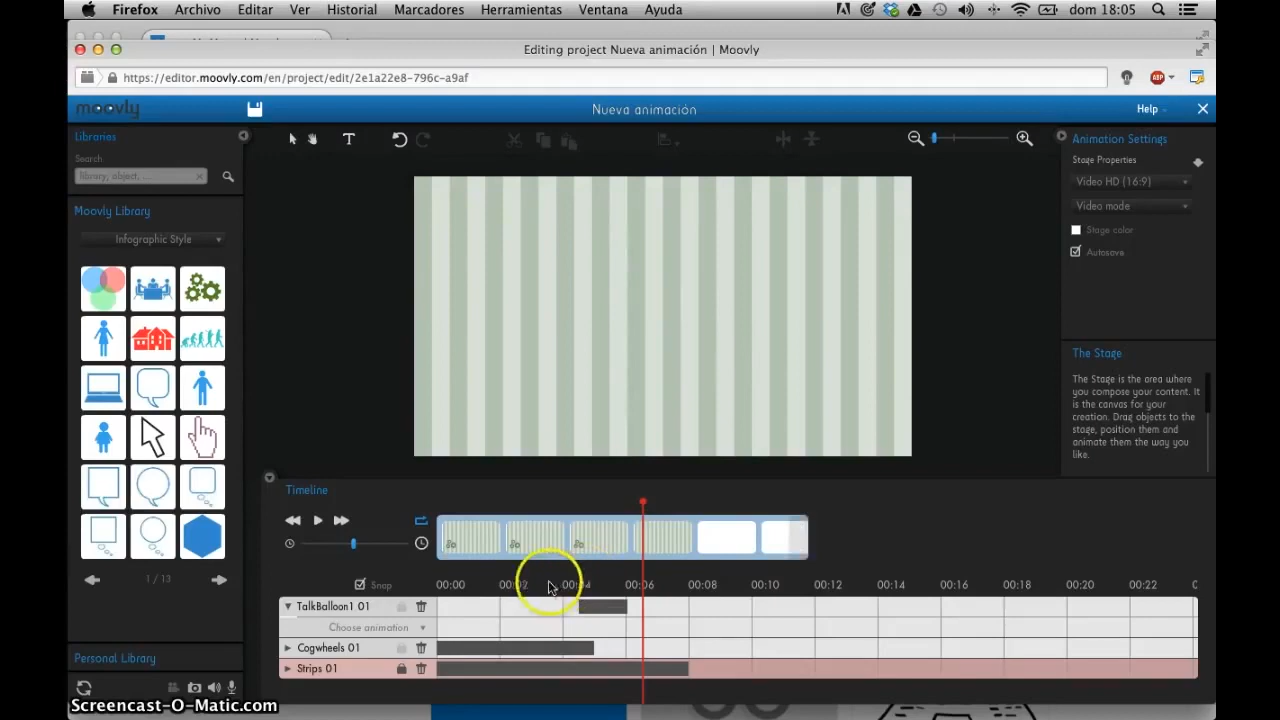 Firefox Archivo Editar Ver Historial Marcadores Herramientas Ventana Ayuda dom 18:05
Editing project Nueva animación | Moovly
https://editor.moovly.com/en/project/edit/2e1a22e8-796c-a9af
ABP
moovly Nueva animación Help
Libraries
Search
library, object, ...
Moovly Library
Infographic Style
1 / 13
Personal Library
Animation Settings
Stage Properties
Video HD (16:9)
Video mode
Stage color
Autosave
The Stage
The Stage is the area where
you compose your content. It
is the canvas for your
creation. Drag objects to the
stage, position them and
animate them the way you
like.
Timeline
Snap 00:00 00:02 00:04 00:06 00:08 00:10 00:12 00:14 00:16 00:18 00:20 00:22
TalkBalloon1 01
Choose animation
Cogwheels 01
Strips 01
Screencast-O-Matic.com